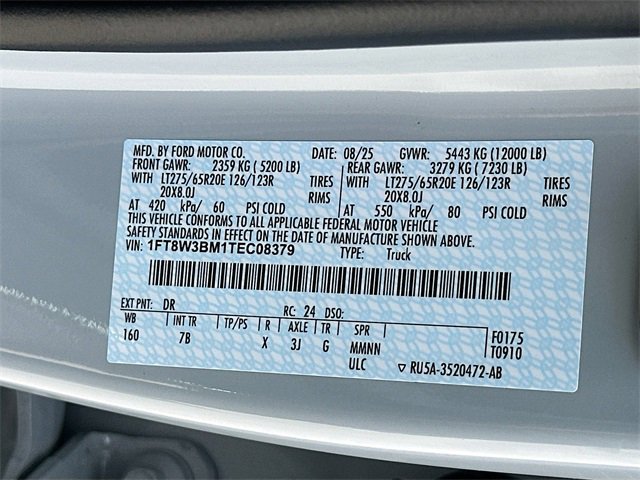 MFD. BY FORD MOTOR CO. DATE: 08/25 GVWR: 5443 KG (12000 LB)
FRONT GAWR: 2359 KG (5200 LB) REAR GAWR: 3279 KG (7230 LB)
WITH LT275/65R20E 126/123R TIRES WITH LT275/65R20E 126/123R TIRES
20X8.0J RIMS 20X8.0J RIMS
AT 420 kPa/ 60 PSI COLD AT 550 kPa/ 80 PSI COLD
THIS VEHICLE CONFORMS TO ALL APPLICABLE FEDERAL MOTOR VEHICLE
SAFETY STANDARDS IN EFFECT ON THE DATE OF MANUFACTURE SHOWN ABOVE.
VIN: 1FT8W3BM1TEC08379 TYPE: Truck
EXT PNT: DR RC: 24 DSO:
WB INT TR TP/PS R AXLE TR SPR F0175
160 7B X 3J G MMNN T0910
ULC ▽ RU5A-3520472-AB